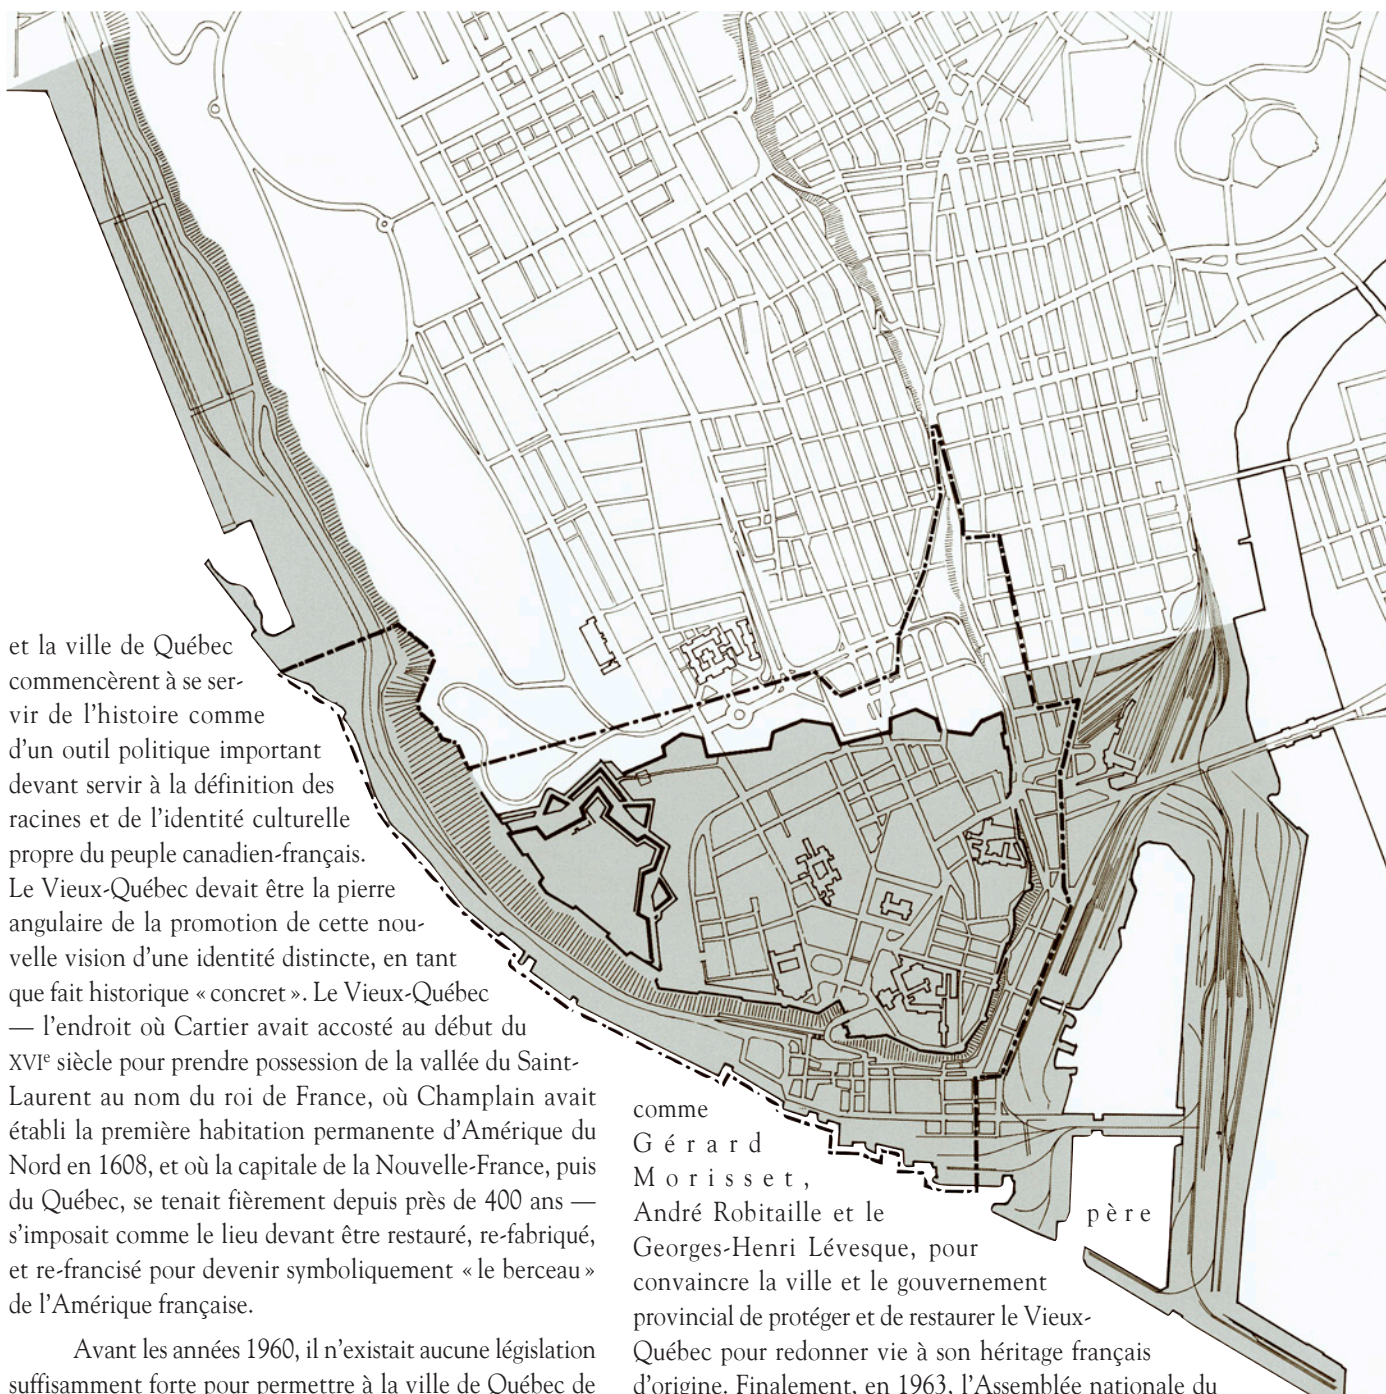 et la ville de Québec
commencèrent à se ser-
vir de l'histoire comme
d'un outil politique important
devant servir à la définition des
racines et de l'identité culturelle
propre du peuple canadien-français.
Le Vieux-Québec devait être la pierre
angulaire de la promotion de cette nou-
velle vision d'une identité distincte, en tant
que fait historique « concret ». Le Vieux-Québec
— l'endroit où Cartier avait accosté au début du
XVIe siècle pour prendre possession de la vallée du Saint-
Laurent au nom du roi de France, où Champlain avait
établi la première habitation permanente d'Amérique du
Nord en 1608, et où la capitale de la Nouvelle-France, puis
du Québec, se tenait fièrement depuis près de 400 ans —
s'imposait comme le lieu devant être restauré, re-fabriqué,
et re-francisé pour devenir symboliquement « le berceau »
de l'Amérique française.
Avant les années 1960, il n'existait aucune législation
suffisamment forte pour permettre à la ville de Québec de
comme
Gérard
Morisset,
André Robitaille et le père
Georges-Henri Lévesque, pour
convaincre la ville et le gouvernement
provincial de protéger et de restaurer le Vieux-
Québec pour redonner vie à son héritage français
d'origine. Finalement, en 1963, l'Assemblée nationale du